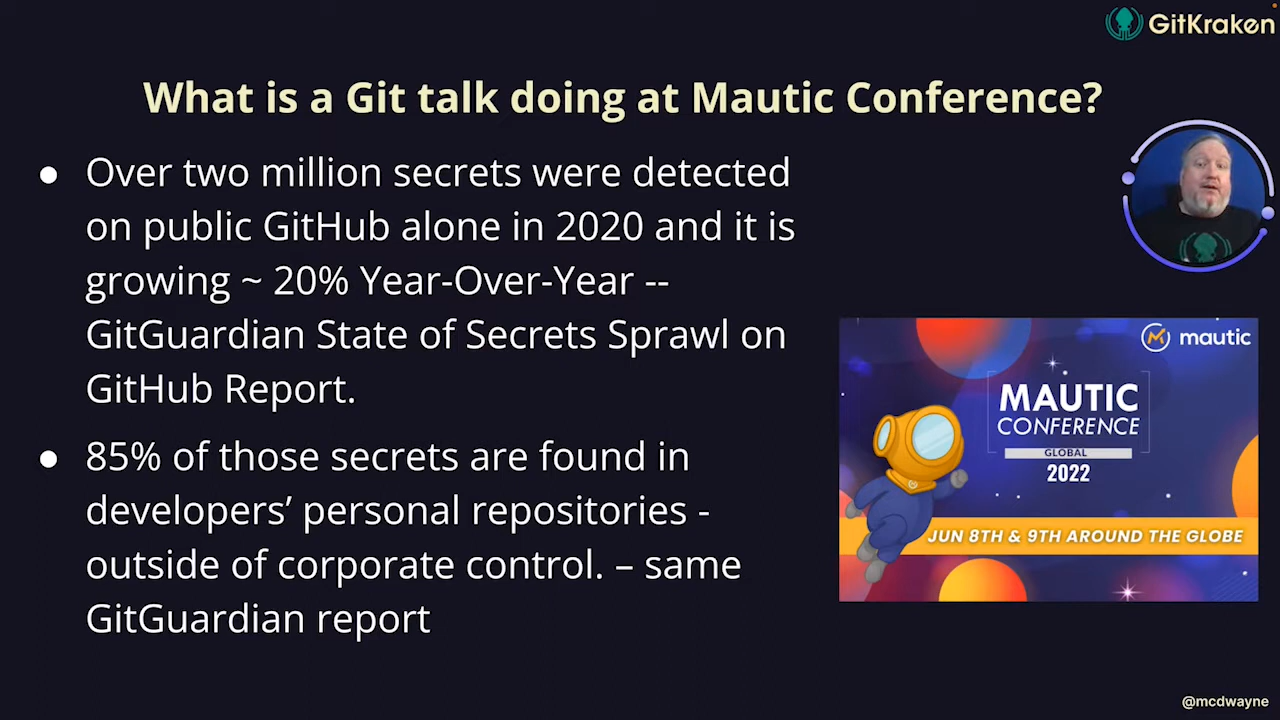 GitKraken
What is a Git talk doing at Mautic Conference?
● Over two million secrets were detected
on public GitHub alone in 2020 and it is
growing ~ 20% Year-Over-Year --
GitGuardian State of Secrets Sprawl on
GitHub Report.
● 85% of those secrets are found in
developers’ personal repositories -
outside of corporate control. – same
GitGuardian report
mautic
MAUTIC
CONFERENCE
GLOBAL
2022
JUN 8TH & 9TH AROUND THE GLOBE
@mcdwayne